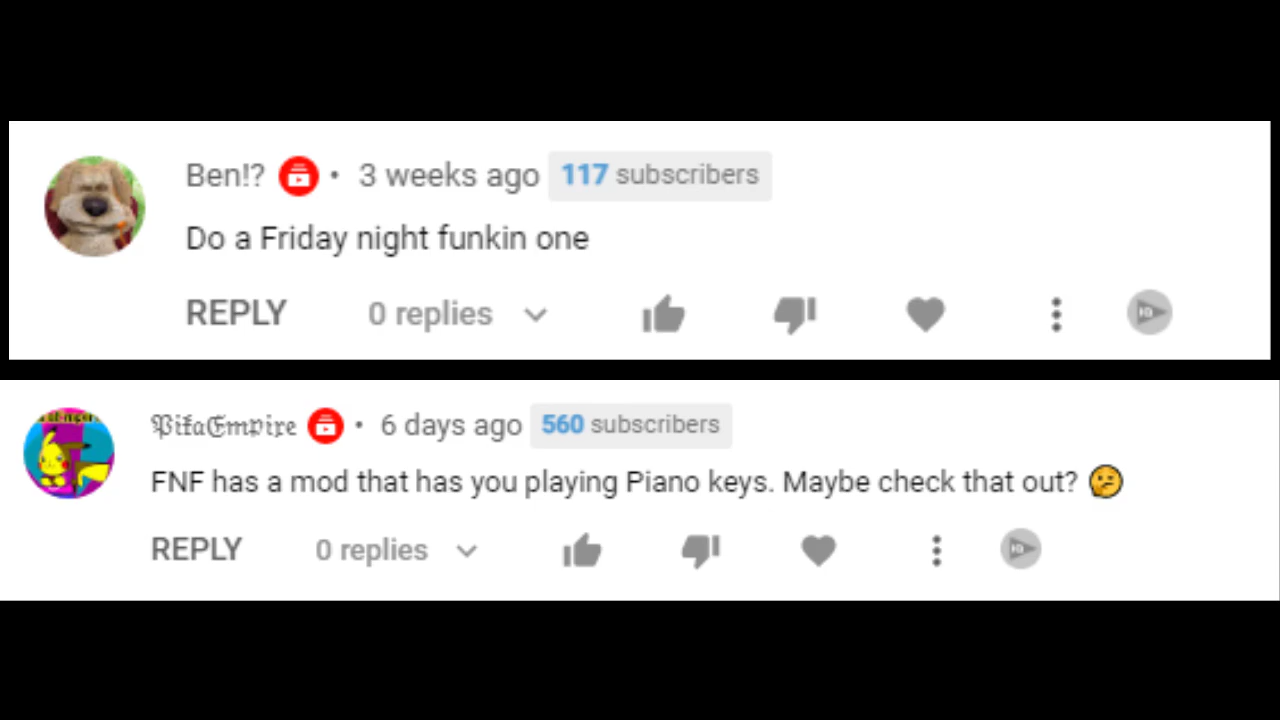 Ben!? • 3 weeks ago 117 subscribers
Do a Friday night funkin one
REPLY 0 replies
𝔓𝔦𝔨𝔞𝔈𝔪𝔭𝔦𝔯𝔢 • 6 days ago 560 subscribers
FNF has a mod that has you playing Piano keys. Maybe check that out? 🤔
REPLY 0 replies